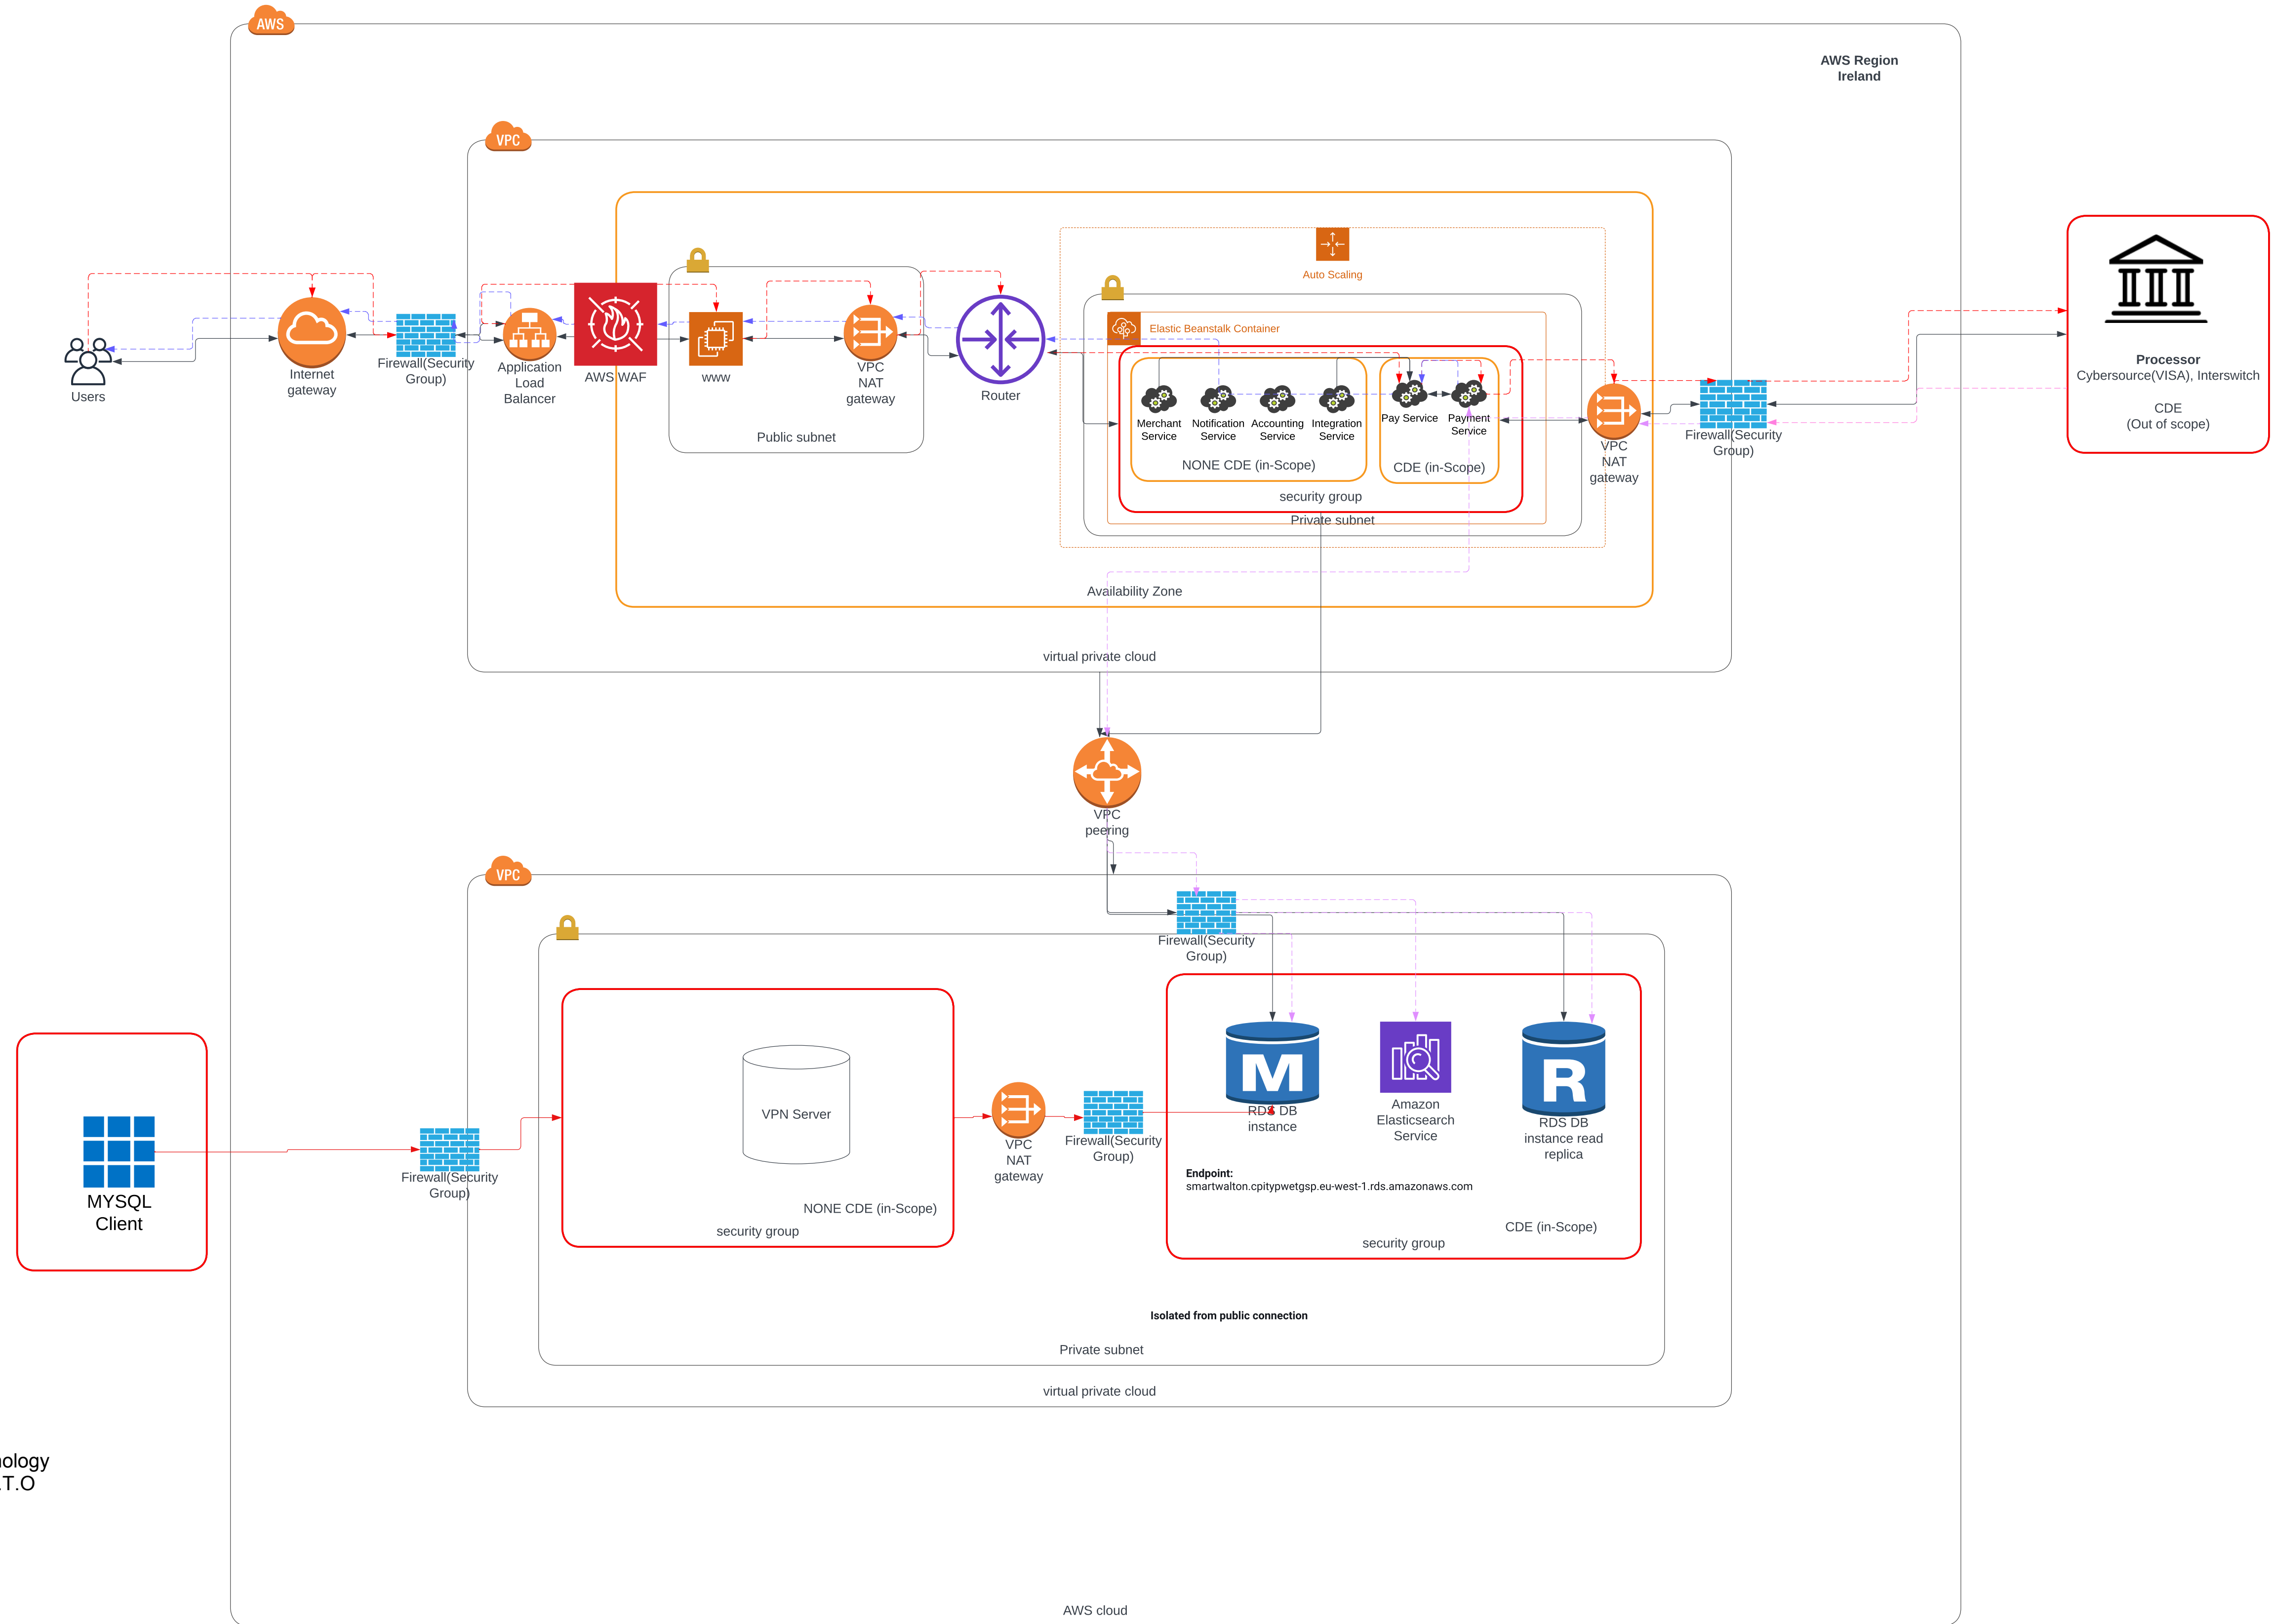 AWS
AWS Region
Ireland
VPC
Auto Scaling
Elastic Beanstalk Container
Users
Internet
gateway
Firewall(Security
Group)
Application
Load
Balancer
AWS WAF
www
VPC
NAT
gateway
Public subnet
Router
Merchant
Service
Notification
Service
Accounting
Service
Integration
Service
Pay Service
Payment
Service
NONE CDE (in-Scope)
CDE (in-Scope)
security group
Private subnet
VPC
NAT
gateway
Firewall(Security
Group)
Processor
Cybersource(VISA), Interswitch
CDE
(Out of scope)
Availability Zone
virtual private cloud
VPC
peering
VPC
Firewall(Security
Group)
MYSQL
Client
Firewall(Security
Group)
VPN Server
NONE CDE (in-Scope)
security group
VPC
NAT
gateway
Firewall(Security
Group)
M
RDS DB
instance
Amazon
Elasticsearch
Service
R
RDS DB
instance read
replica
Endpoint:
smartwalton.cpitypwetgsp.eu-west-1.rds.amazonaws.com
CDE (in-Scope)
security group
Isolated from public connection
Private subnet
virtual private cloud
ology
.T.O
AWS cloud